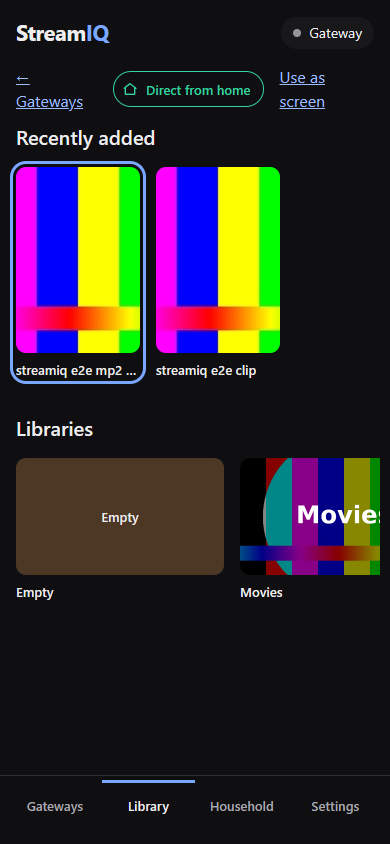 StreamIQ
Gateway
← Gateways
Direct from home
Use as screen
Recently added
streamiq e2e mp2 ...
streamiq e2e clip
Libraries
Empty
Movies
Empty
Movies
Gateways
Library
Household
Settings